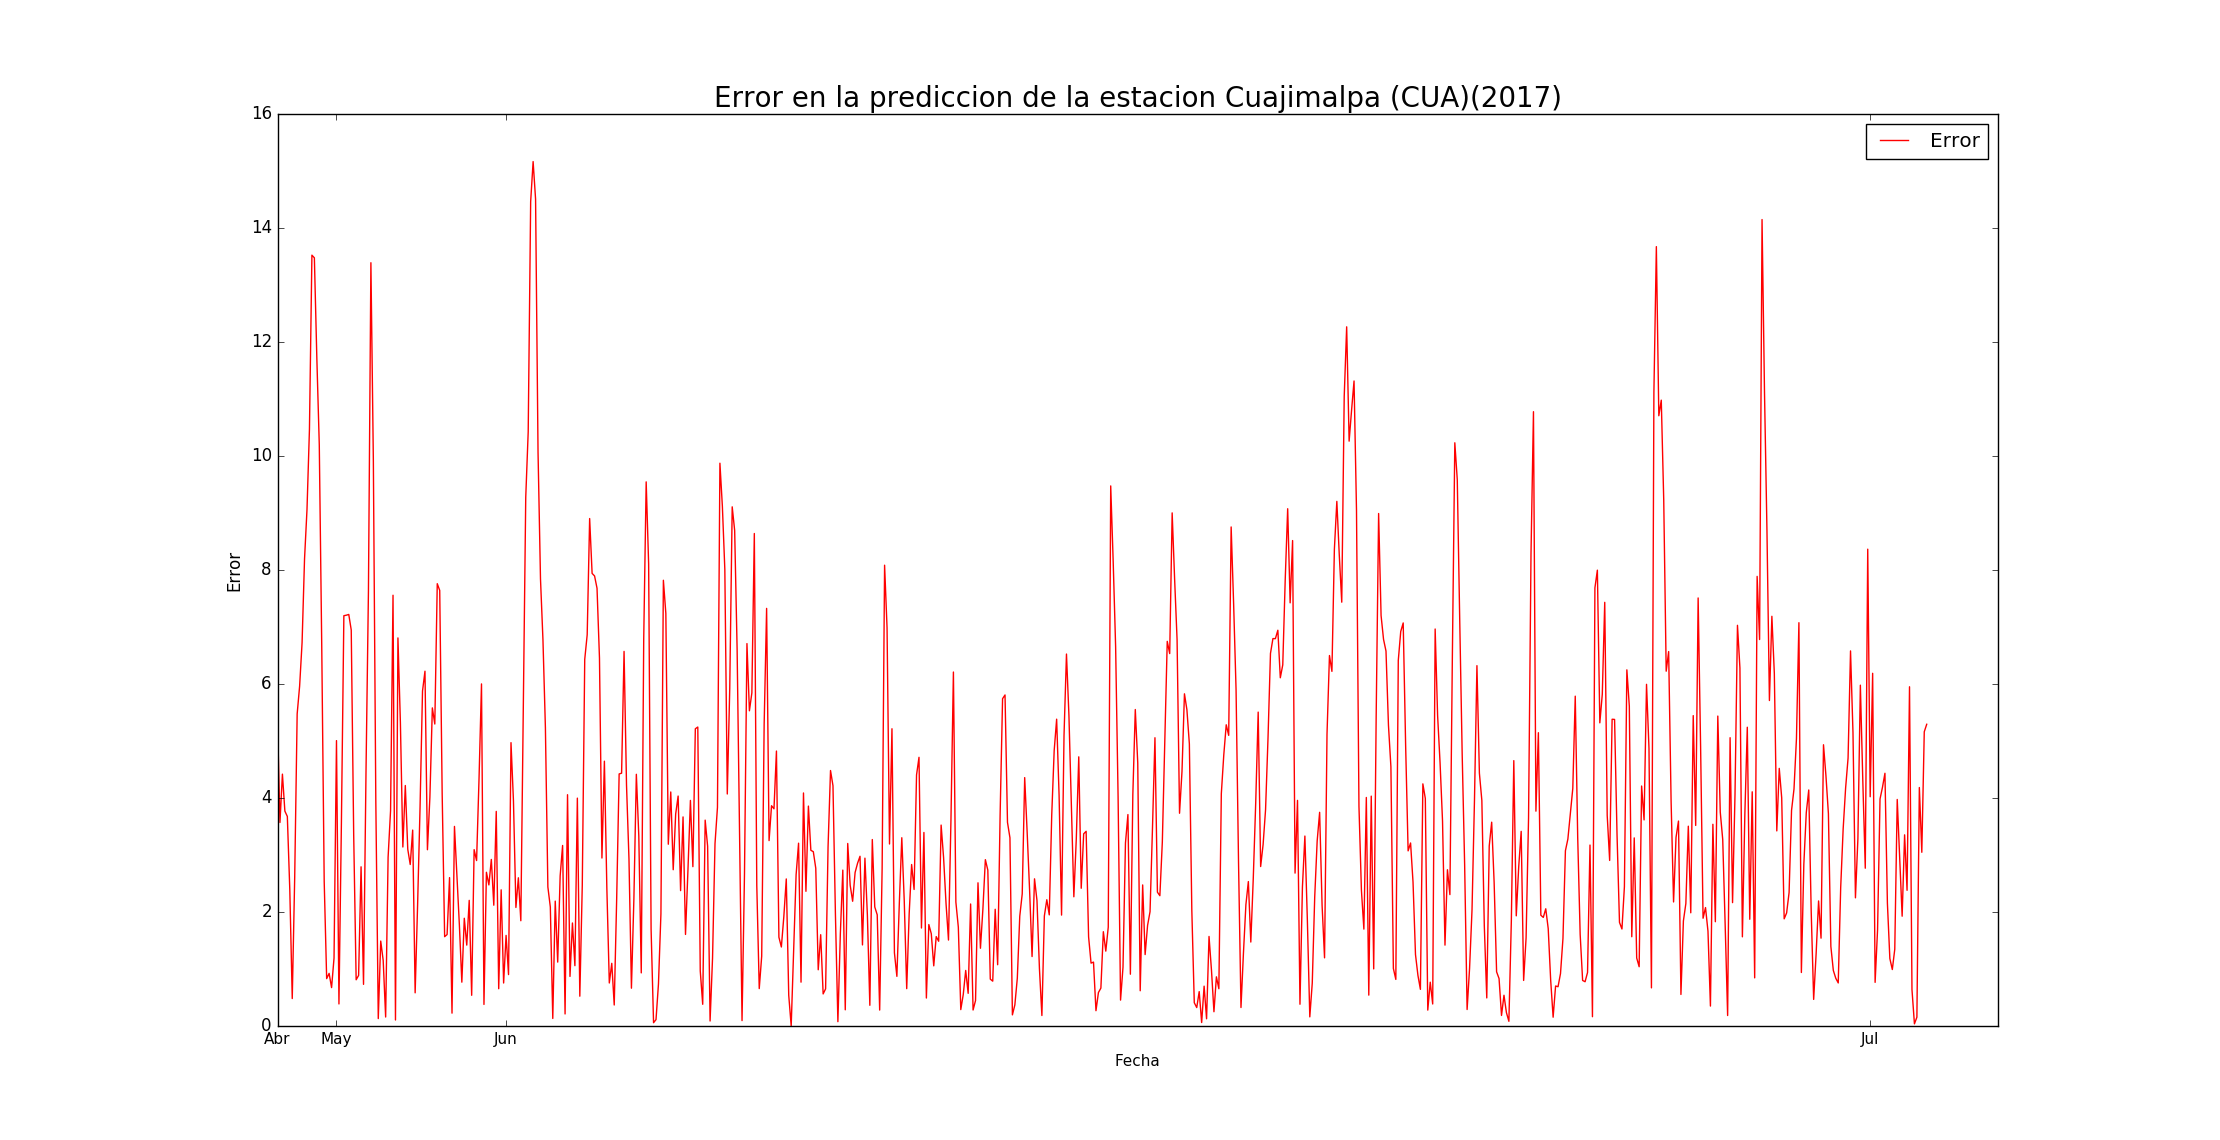 Error en la prediccion de la estacion Cuajimalpa (CUA)(2017)
Error
16
14
12
10
8
6
4
2
0
Error
Abr May Jun Jul
Fecha